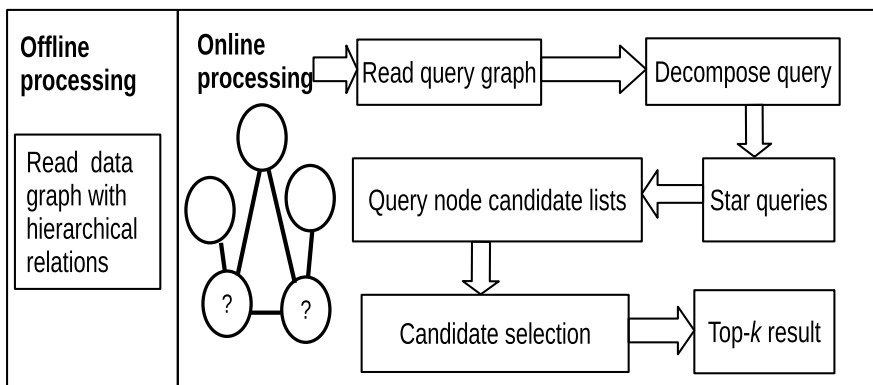 Offline
processing
Read data
graph with
hierarchical
relations
Online
processing
Read query graph
Decompose query
Star queries
Query node candidate lists
Candidate selection
Top-k result
?
?